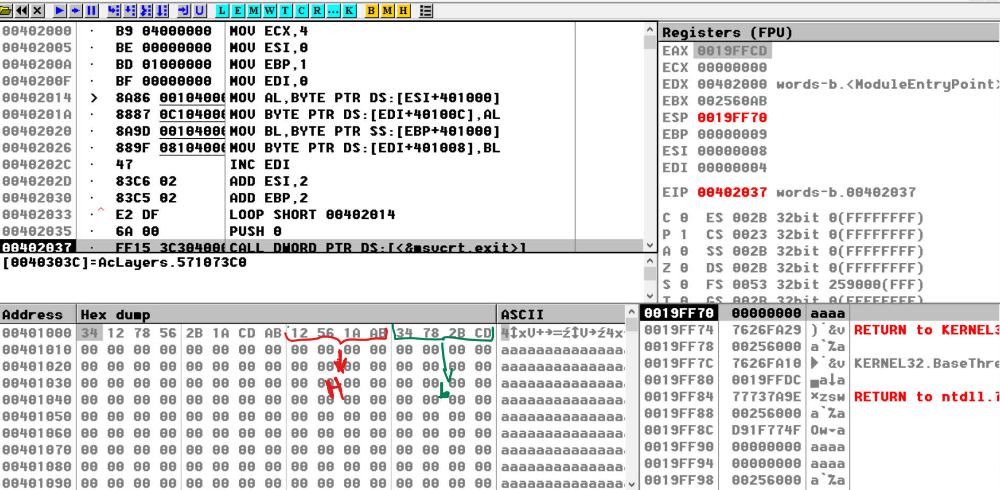 L E M W T C R ... K B M H
00402000 · B9 04000000 MOV ECX,4
00402005 · BE 00000000 MOV ESI,0
0040200A · BD 01000000 MOV EBP,1
0040200F · BF 00000000 MOV EDI,0
00402014 > 8A86 00104000 MOV AL,BYTE PTR DS:[ESI+401000]
0040201A · 8887 0C104000 MOV BYTE PTR DS:[EDI+40100C],AL
00402020 · 8A9D 00104000 MOV BL,BYTE PTR SS:[EBP+401000]
00402026 · 889F 08104000 MOV BYTE PTR DS:[EDI+401008],BL
0040202C · 47 INC EDI
0040202D · 83C6 02 ADD ESI,2
00402030 · 83C5 02 ADD EBP,2
00402033 ·^ E2 DF LOOP SHORT 00402014
00402035 · 6A 00 PUSH 0
00402037 · FF15 3C304000 CALL DWORD PTR DS:[<&msvcrt.exit>]
[0040303C]=AcLayers.571073C0
Registers (FPU)
EAX 0019FFCD
ECX 00000000
EDX 00402000 words-b.<ModuleEntryPoint>
EBX 002560AB
ESP 0019FF70
EBP 00000009
ESI 00000008
EDI 00000004
EIP 00402037 words-b.00402037
C 0 ES 002B 32bit 0(FFFFFFFF)
P 1 CS 0023 32bit 0(FFFFFFFF)
A 0 SS 002B 32bit 0(FFFFFFFF)
Z 0 DS 002B 32bit 0(FFFFFFFF)
S 0 FS 0053 32bit 259000(FFF)
T 0 GS 002B 32bit 0(FFFFFFFF)
Address Hex dump ASCII
00401000 34 12 78 56 2B 1A CD AB 12 56 1A AB 34 78 2B CD 4↕xV+→=ź↕V→ź4x
00401010 00 00 00 00 00 00 00 00 00 00 00 00 00 00 00 00 aaaaaaaaaaaaaa
00401020 00 00 00 00 00 00 00 00 00 00 00 00 00 00 00 00 aaaaaaaaaaaaaa
00401030 00 00 00 00 00 00 00 00 00 00 00 00 00 00 00 00 aaaaaaaaaaaaaa
H L
00401040 00 00 00 00 00 00 00 00 00 00 00 00 00 00 00 00 aaaaaaaaaaaaaa
00401050 00 00 00 00 00 00 00 00 00 00 00 00 00 00 00 00 aaaaaaaaaaaaaa
00401060 00 00 00 00 00 00 00 00 00 00 00 00 00 00 00 00 aaaaaaaaaaaaaa
00401070 00 00 00 00 00 00 00 00 00 00 00 00 00 00 00 00 aaaaaaaaaaaaaa
00401080 00 00 00 00 00 00 00 00 00 00 00 00 00 00 00 00 aaaaaaaaaaaaaa
00401090 00 00 00 00 00 00 00 00 00 00 00 00 00 00 00 00 aaaaaaaaaaaaaa
0019FF70 00000000 aaaa
0019FF74 7626FA29 )˙&v RETURN to KERNEL3
0019FF78 00256000 a`%a
0019FF7C 7626FA10 ►˙&v KERNEL32.BaseThre
0019FF80 0019FFDC ▄a↓a
0019FF84 77737A9E ×zsw RETURN to ntdll.7
0019FF88 00256000 a`%a
0019FF8C D91F774F Ow▼a
0019FF90 00000000 aaaa
0019FF94 00000000 aaaa
0019FF98 00256000 a`%a